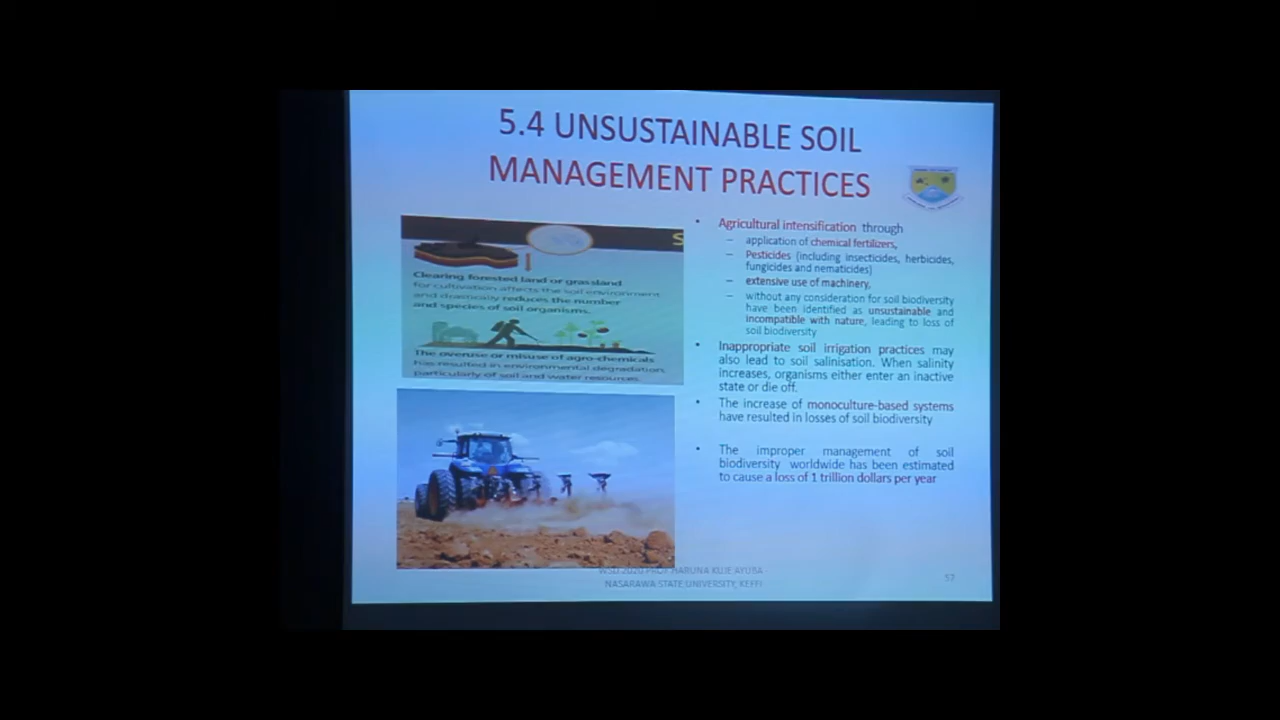 5.4 UNSUSTAINABLE SOIL
MANAGEMENT PRACTICES
S
Clearing forested land or grassland
for cultivation affects the soil environment
and drastically reduces the number
and species of soil organisms.
The overuse or misuse of agro-chemicals
has resulted in environmental degradation,
particularly of soil and water resources.
• Agricultural intensification through
– application of chemical fertilizers,
– Pesticides (including insecticides, herbicides,
fungicides and nematicides)
– extensive use of machinery,
– without any consideration for soil biodiversity
have been identified as unsustainable and
incompatible with nature, leading to loss of
soil biodiversity
• Inappropriate soil irrigation practices may
also lead to soil salinisation. When salinity
increases, organisms either enter an inactive
state or die off.
• The increase of monoculture-based systems
have resulted in losses of soil biodiversity
• The improper management of soil
biodiversity worldwide has been estimated
to cause a loss of 1 trillion dollars per year
WSD 2020 PROF HARUNA KUJE AYUBA
NASARAWA STATE UNIVERSITY, KEFFI
57